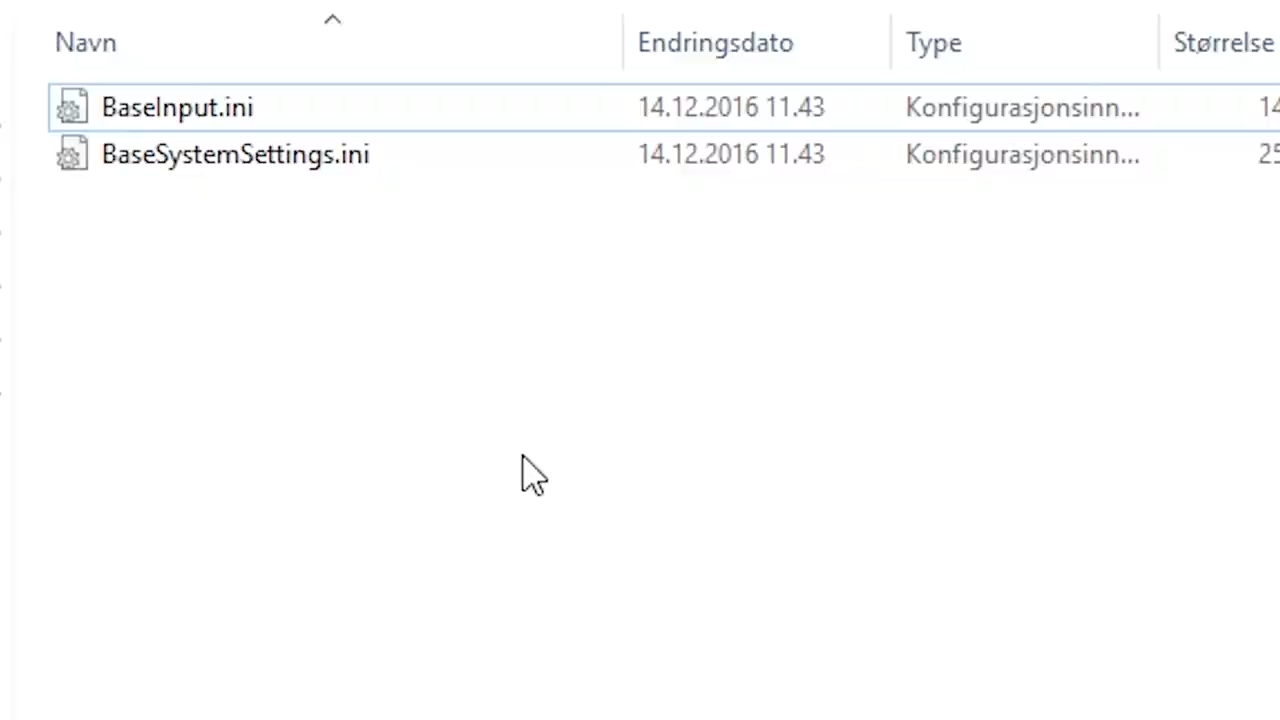 Navn Endringsdato Type Størrelse
BaseInput.ini 14.12.2016 11.43 Konfigurasjonsinn...
BaseSystemSettings.ini 14.12.2016 11.43 Konfigurasjonsinn...